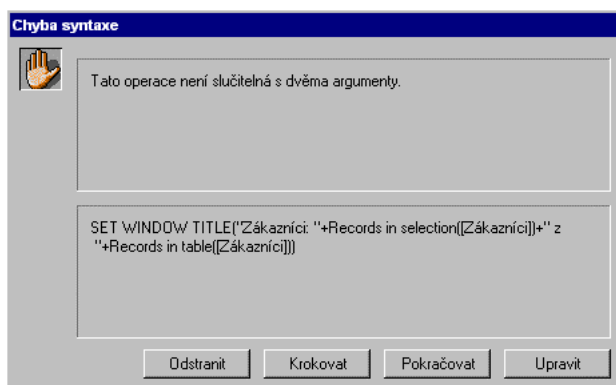 Chyba syntaxe
Tato operace není slučitelná s dvěma argumenty.
SET WINDOW TITLE("Zákazníci: "+Records in selection([Zákazníci])+" z
"+Records in table([Zákazníci]))
Odstranit
Krokovat
Pokračovat
Upravit